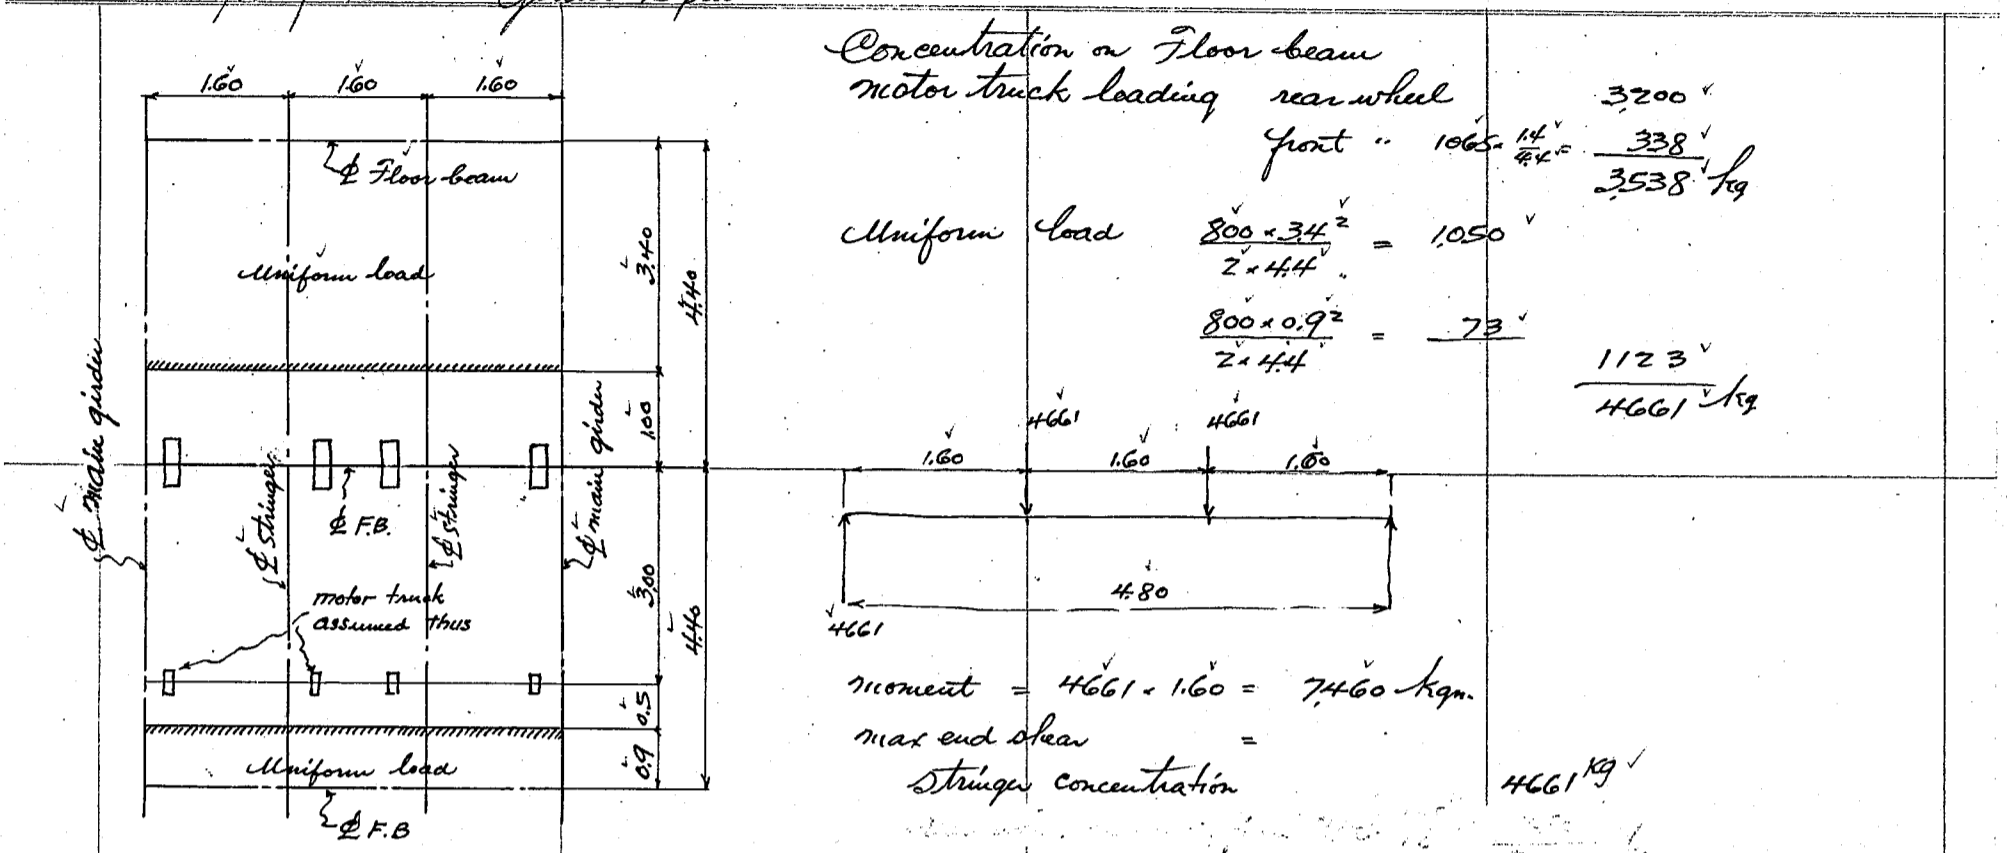 1.60 1.60 1.60
℄ Floor beam
Uniform load
3.40
4.40
℄ main girder
1.00
℄ stringer
℄ F.B.
℄ stringer
℄ main girder
3.00
4.40
motor truck
assumed thus
0.5
Uniform load
0.9
℄ F.B
Concentration on Floor beam
motor truck loading rear wheel 3,200
front " 1065 × 1.4/4.4 = 338
3,538 kg
Uniform load 800 × 3.4² / 2 × 4.4 = 1,050
800 × 0.9² / 2 × 4.4 = 73
1123
4661 kg
4661 4661
1.60 1.60 1.60
4.80
4661
moment = 4661 × 1.60 = 7,460 kgm.
max end shear =
stringer concentration 4661 kg